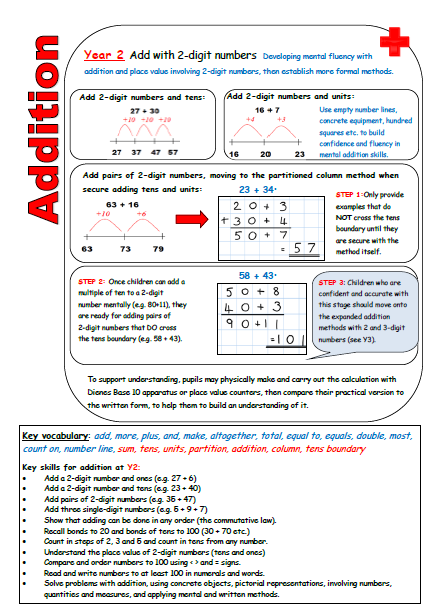 Addition
Year 2 Add with 2-digit numbers Developing mental fluency with
addition and place value involving 2-digit numbers, then establish more formal methods.
Add 2-digit numbers and tens:
27 + 30
+10 +10 +10
27 37 47 57
Add 2-digit numbers and units:
16 + 7
+4 +3
16 20 23
Use empty number lines,
concrete equipment, hundred
squares etc. to build
confidence and fluency in
mental addition skills.
Add pairs of 2-digit numbers, moving to the partitioned column method when
secure adding tens and units:
63 + 16
+10 +6
63 73 79
23 + 34:
2 0 + 3
+ 3 0 + 4
5 0 + 7
= 5 7
STEP 1:Only provide
examples that do
NOT cross the tens
boundary until they
are secure with the
method itself.
STEP 2: Once children can add a
multiple of ten to a 2-digit
number mentally (e.g. 80+11), they
are ready for adding pairs of
2-digit numbers that DO cross
the tens boundary (e.g. 58 + 43).
58 + 43:
5 0 + 8
4 0 + 3
9 0 + 1 1
= 1 0 1
STEP 3: Children who are
confident and accurate with
this stage should move onto
the expanded addition
methods with 2 and 3-digit
numbers (see Y3).
To support understanding, pupils may physically make and carry out the calculation with
Dienes Base 10 apparatus or place value counters, then compare their practical version to
the written form, to help them to build an understanding of it.
Key vocabulary: add, more, plus, and, make, altogether, total, equal to, equals, double, most,
count on, number line, sum, tens, units, partition, addition, column, tens boundary
Key skills for addition at Y2:
• Add a 2-digit number and ones (e.g. 27 + 6)
• Add a 2-digit number and tens (e.g. 23 + 40)
• Add pairs of 2-digit numbers (e.g. 35 + 47)
• Add three single-digit numbers (e.g. 5 + 9 + 7)
• Show that adding can be done in any order (the commutative law).
• Recall bonds to 20 and bonds of tens to 100 (30 + 70 etc.)
• Count in steps of 2, 3 and 5 and count in tens from any number.
• Understand the place value of 2-digit numbers (tens and ones)
• Compare and order numbers to 100 using < > and = signs.
• Read and write numbers to at least 100 in numerals and words.
• Solve problems with addition, using concrete objects, pictorial representations, involving numbers,
quantities and measures, and applying mental and written methods.